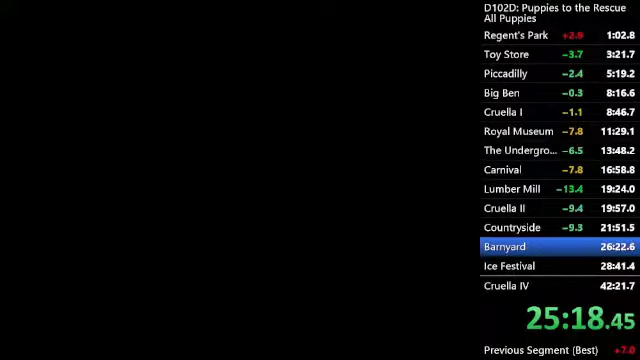 D102D: Puppies to the Rescue
All Puppies
Regent's Park +2.9 1:02.8
Toy Store −3.7 3:21.7
Piccadilly −2.4 5:19.2
Big Ben −0.3 8:16.6
Cruella I −1.1 8:46.7
Royal Museum −7.8 11:29.1
The Undergro... −6.5 13:48.2
Carnival −7.8 16:58.8
Lumber Mill −13.4 19:24.0
Cruella II −9.4 19:57.0
Countryside −9.3 21:51.5
Barnyard 26:22.6
Ice Festival 28:41.4
Cruella IV 42:21.7
25:18.45
Previous Segment (Best) +7.0